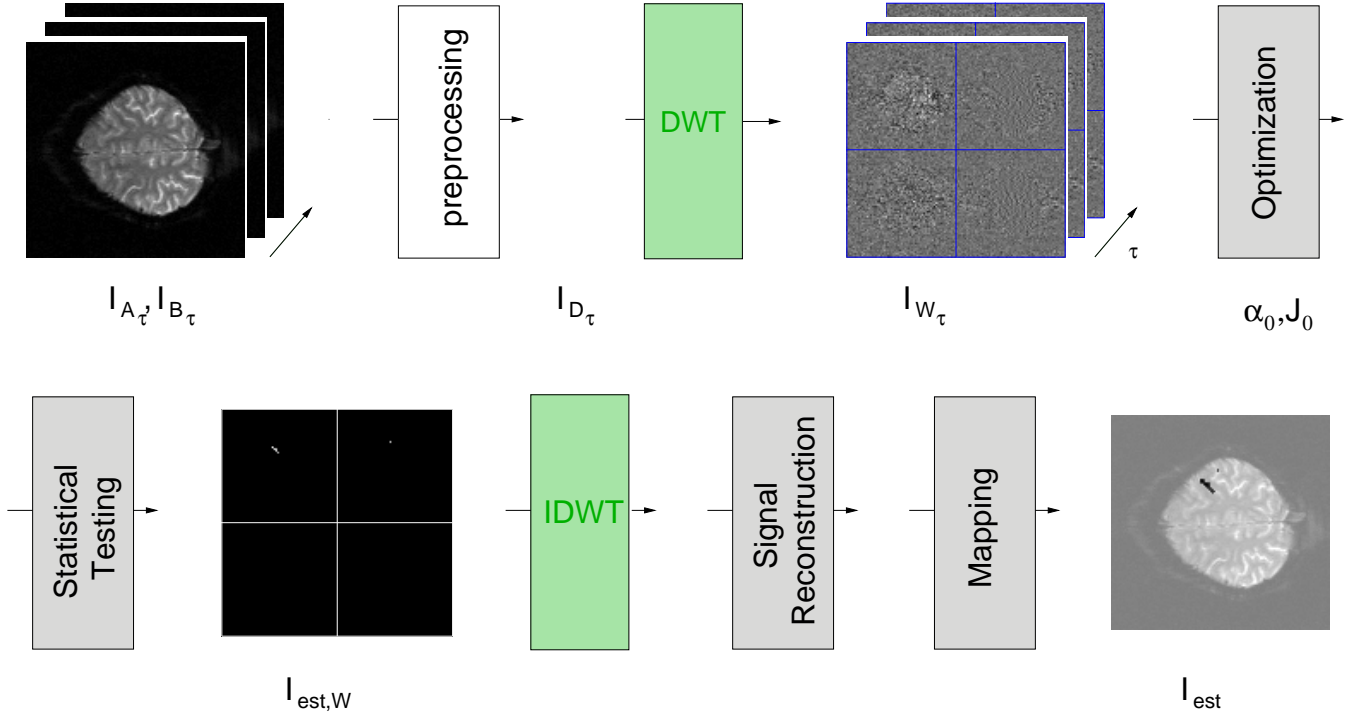 preprocessing
DWT
τ
Optimization
I_{A_τ}, I_{B_τ}
I_{D_τ}
I_{W_τ}
α_0, J_0
Statistical
Testing
IDWT
Signal
Reconstruction
Mapping
I_{est,W}
I_{est}